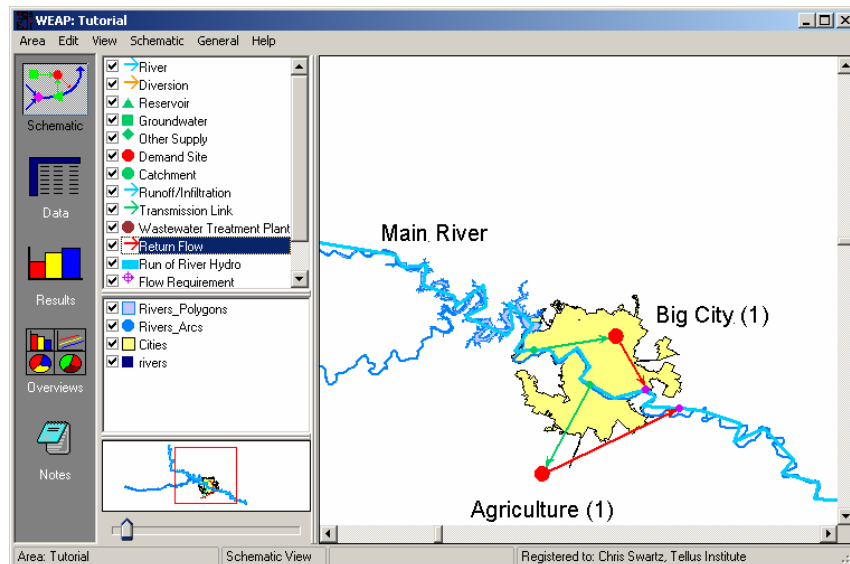 WEAP: Tutorial
Area Edit View Schematic General Help
Schematic
Data
Results
Overviews
Notes
River
Diversion
Reservoir
Groundwater
Other Supply
Demand Site
Catchment
Runoff/Infiltration
Transmission Link
Wastewater Treatment Plant
Return Flow
Run of River Hydro
Flow Requirement
Rivers_Polygons
Rivers_Arcs
Cities
rivers
Main River
Big City (1)
Agriculture (1)
Area: Tutorial
Schematic View
Registered to: Chris Swartz, Tellus Institute